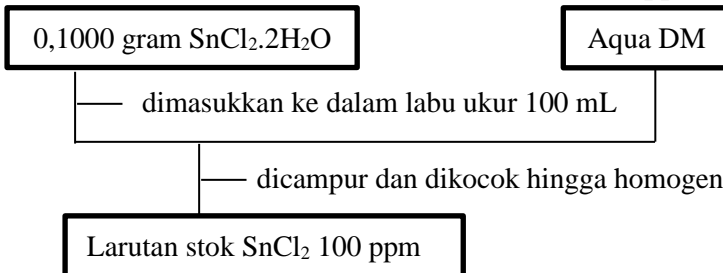 0,1000 gram SnCl₂.2H₂O
Aqua DM
dimasukkan ke dalam labu ukur 100 mL
dicampur dan dikocok hingga homogen
Larutan stok SnCl₂ 100 ppm